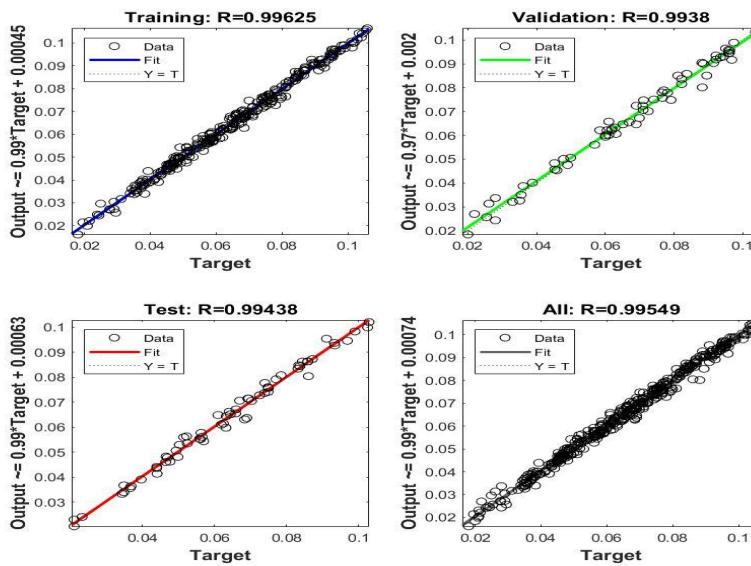 Training: R=0.99625
Output ~= 0.99*Target + 0.00045
0.1
0.09
0.08
0.07
0.06
0.05
0.04
0.03
0.02
Data
Fit
Y = T
0.02 0.04 0.06 0.08 0.1
Target
Validation: R=0.9938
Output ~= 0.97*Target + 0.002
0.1
0.09
0.08
0.07
0.06
0.05
0.04
0.03
0.02
Data
Fit
Y = T
0.02 0.04 0.06 0.08 0.1
Target
Test: R=0.99438
Output ~= 0.99*Target + 0.00063
0.1
0.09
0.08
0.07
0.06
0.05
0.04
0.03
Data
Fit
Y = T
0.04 0.06 0.08 0.1
Target
All: R=0.99549
Output ~= 0.99*Target + 0.00074
0.1
0.09
0.08
0.07
0.06
0.05
0.04
0.03
0.02
Data
Fit
Y = T
0.02 0.04 0.06 0.08 0.1
Target